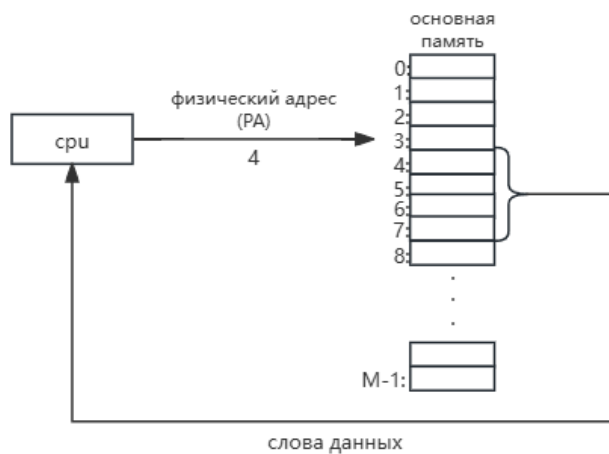 основная
память
физический адрес
(PA)
cpu
4
0:
1:
2:
3:
4:
5:
6:
7:
8:
M-1:
слова данных